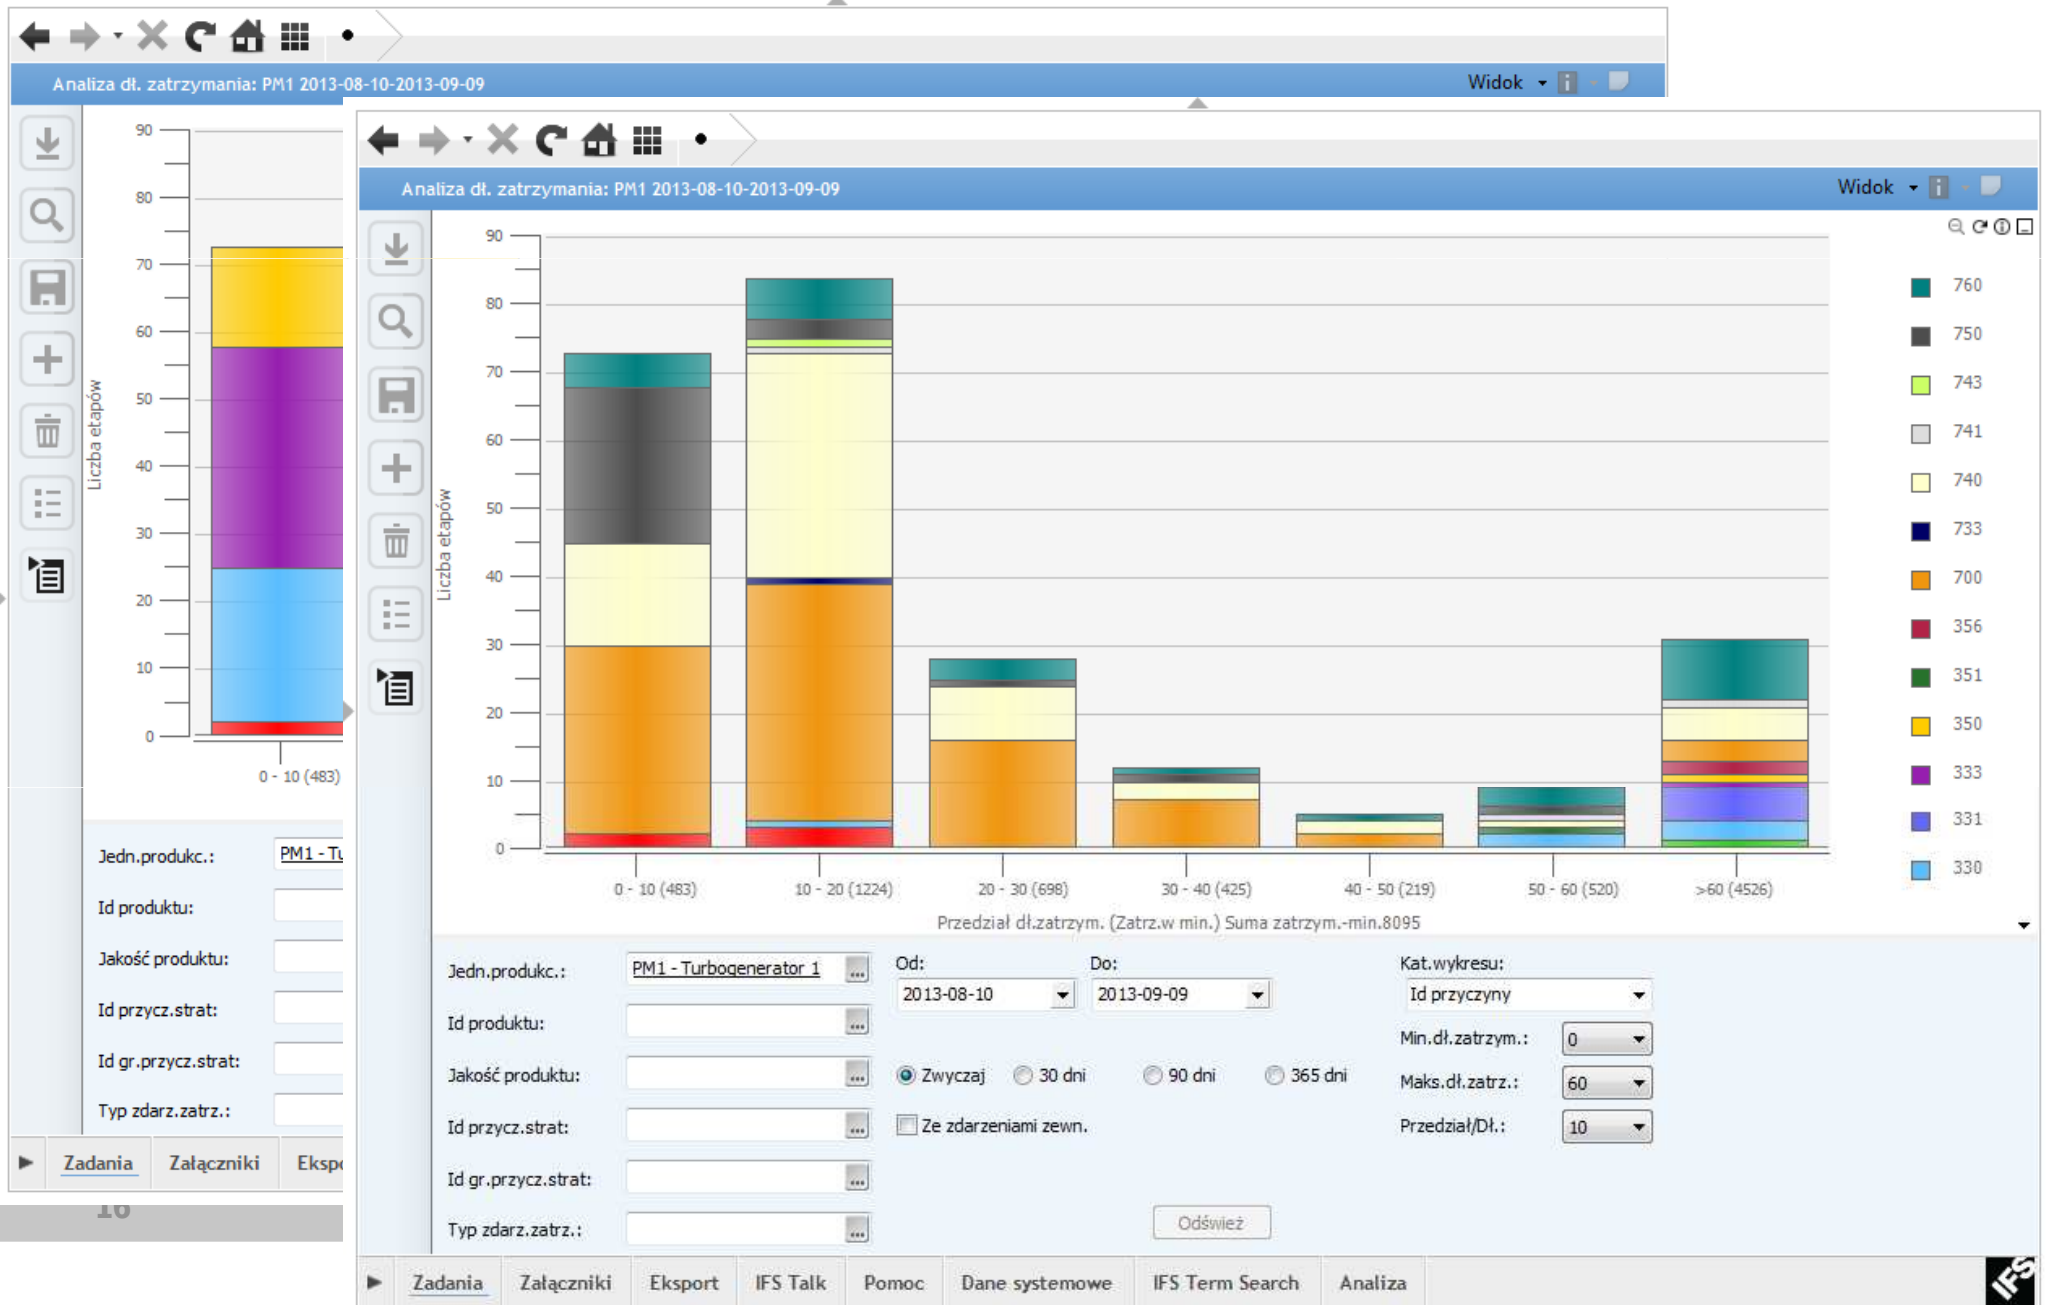 Analiza dł. zatrzymania: PM1 2013-08-10-2013-09-09
Widok
90
80
70
60
50
40
30
20
10
0
Liczba etapów
0 - 10 (483)
Jedn.produkc.:
PM1 - Tu
Id produktu:
Jakość produktu:
Id przycz.strat:
Id gr.przycz.strat:
Typ zdarz.zatrz.:
Zadania
Załączniki
Ekspo
16
Analiza dł. zatrzymania: PM1 2013-08-10-2013-09-09
Widok
90
80
70
60
50
40
30
20
10
0
Liczba etapów
0 - 10 (483)
10 - 20 (1224)
20 - 30 (698)
30 - 40 (425)
40 - 50 (219)
50 - 60 (520)
>60 (4526)
Przedział dł.zatrzym. (Zatrz.w min.) Suma zatrzym.-min.8095
760
750
743
741
740
733
700
356
351
350
333
331
330
Jedn.produkc.:
PM1 - Turbogenerator 1
...
Id produktu:
...
Jakość produktu:
...
Id przycz.strat:
...
Id gr.przycz.strat:
...
Typ zdarz.zatrz.:
...
Od:
2013-08-10
Do:
2013-09-09
Zwyczaj
30 dni
90 dni
365 dni
Ze zdarzeniami zewn.
Odśwież
Kat.wykresu:
Id przyczyny
Min.dł.zatrzym.:
0
Maks.dł.zatrz.:
60
Przedział/Dł.:
10
Zadania
Załączniki
Eksport
IFS Talk
Pomoc
Dane systemowe
IFS Term Search
Analiza
IFS